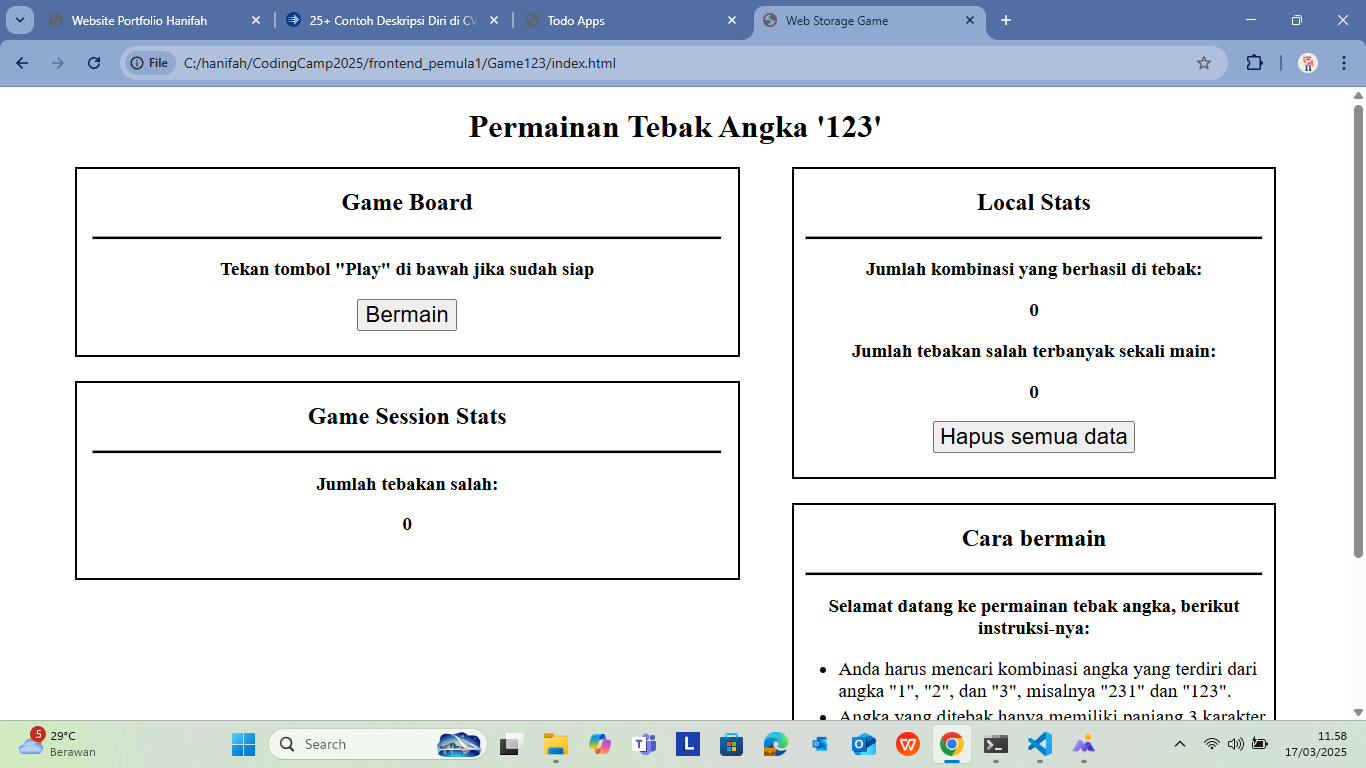 Website Portfolio Hanifah
25+ Contoh Deskripsi Diri di CV
Todo Apps
Web Storage Game
File
C:/hanifah/CodingCamp2025/frontend_pemula1/Game123/index.html
Permainan Tebak Angka '123'
Game Board
Tekan tombol "Play" di bawah jika sudah siap
Bermain
Game Session Stats
Jumlah tebakan salah:
0
Local Stats
Jumlah kombinasi yang berhasil di tebak:
0
Jumlah tebakan salah terbanyak sekali main:
0
Hapus semua data
Cara bermain
Selamat datang ke permainan tebak angka, berikut
instruksi-nya:
Anda harus mencari kombinasi angka yang terdiri dari
angka "1", "2", dan "3", misalnya "231" dan "123".
Angka yang ditebak hanya memiliki panjang 3 karakter
5
29°C
Berawan
Search
L
W
11.58
17/03/2025